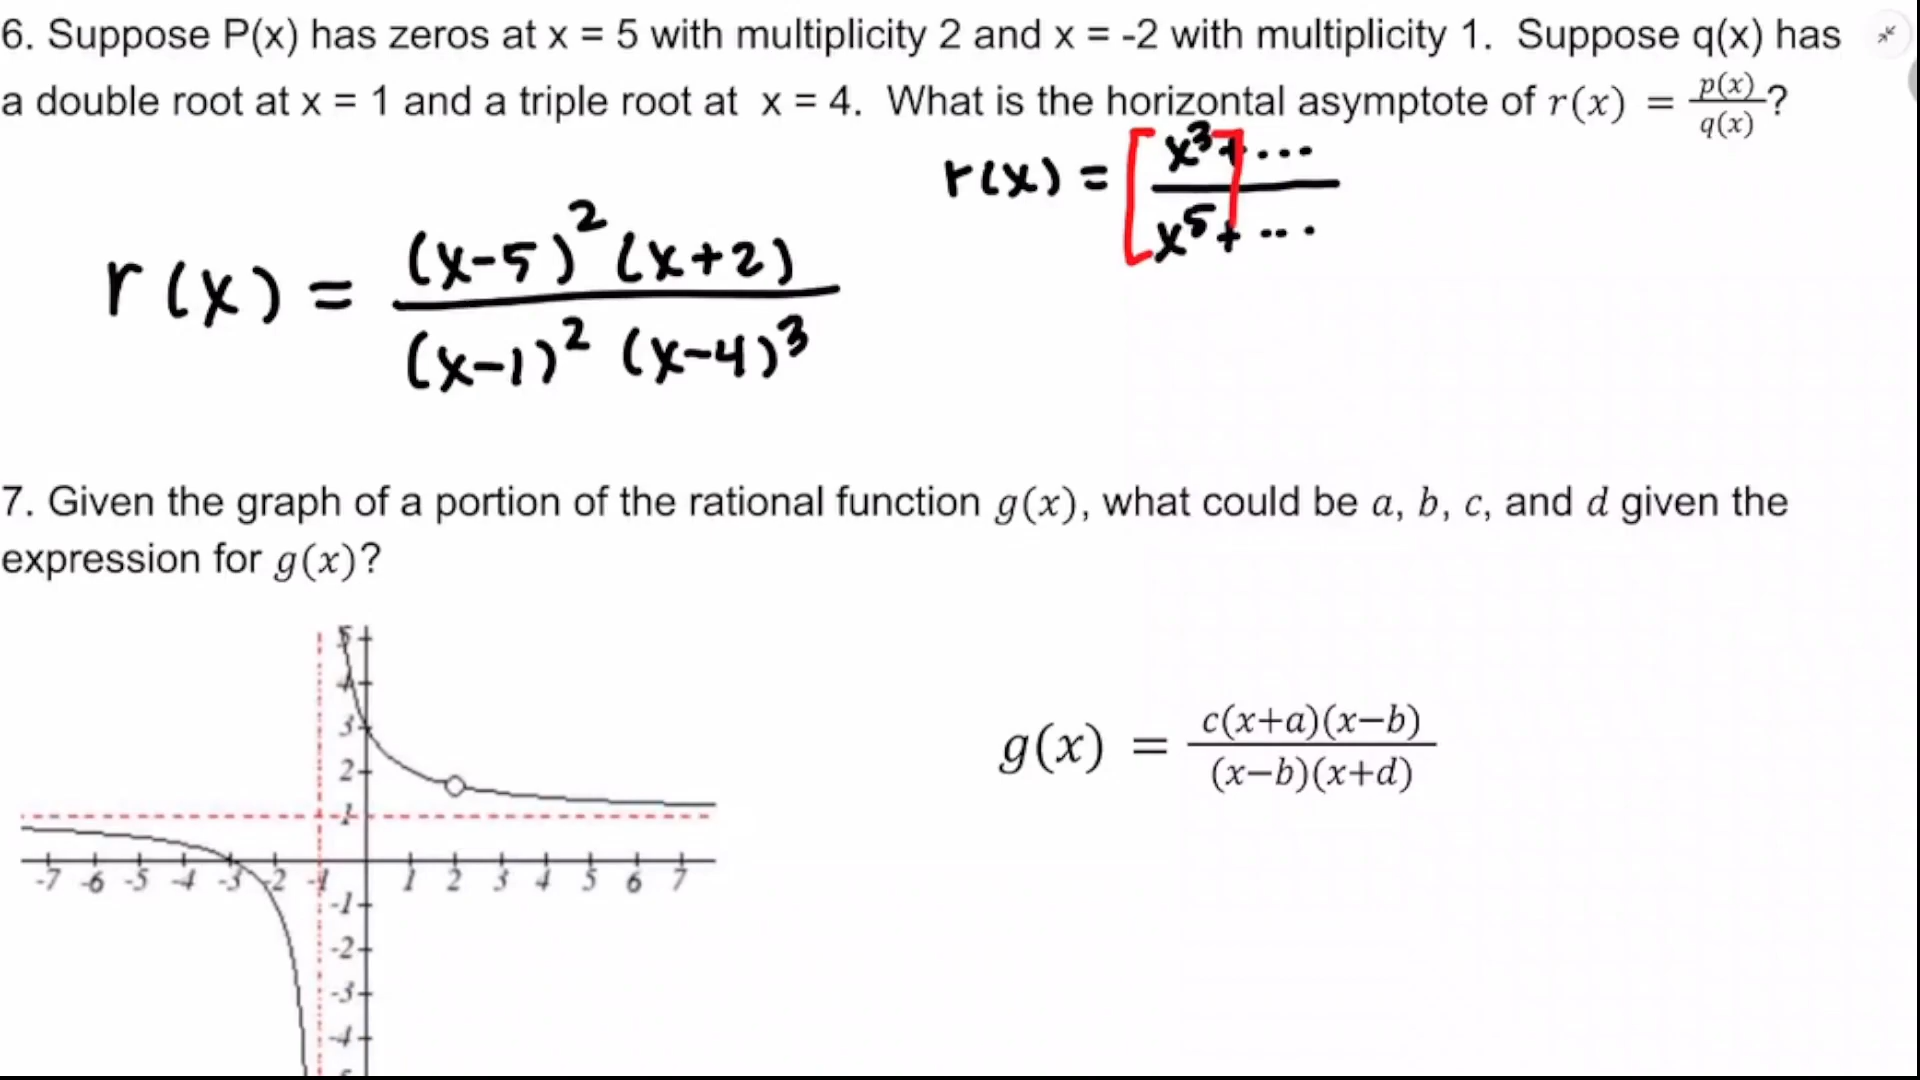 6. Suppose P(x) has zeros at x = 5 with multiplicity 2 and x = -2 with multiplicity 1. Suppose q(x) has
a double root at x = 1 and a triple root at x = 4. What is the horizontal asymptote of r(x) = p(x)/q(x)?
r(x) = [x³+]...
/[x⁵+]...
r(x) = (x-5)²(x+2)
/(x-1)²(x-4)³
7. Given the graph of a portion of the rational function g(x), what could be a, b, c, and d given the
expression for g(x)?
5
4
3
2
1
-7 -6 -5 -4 -3 -2 -1 1 2 3 4 5 6 7
-1
-2
-3
-4
g(x) = c(x+a)(x−b)
/(x−b)(x+d)